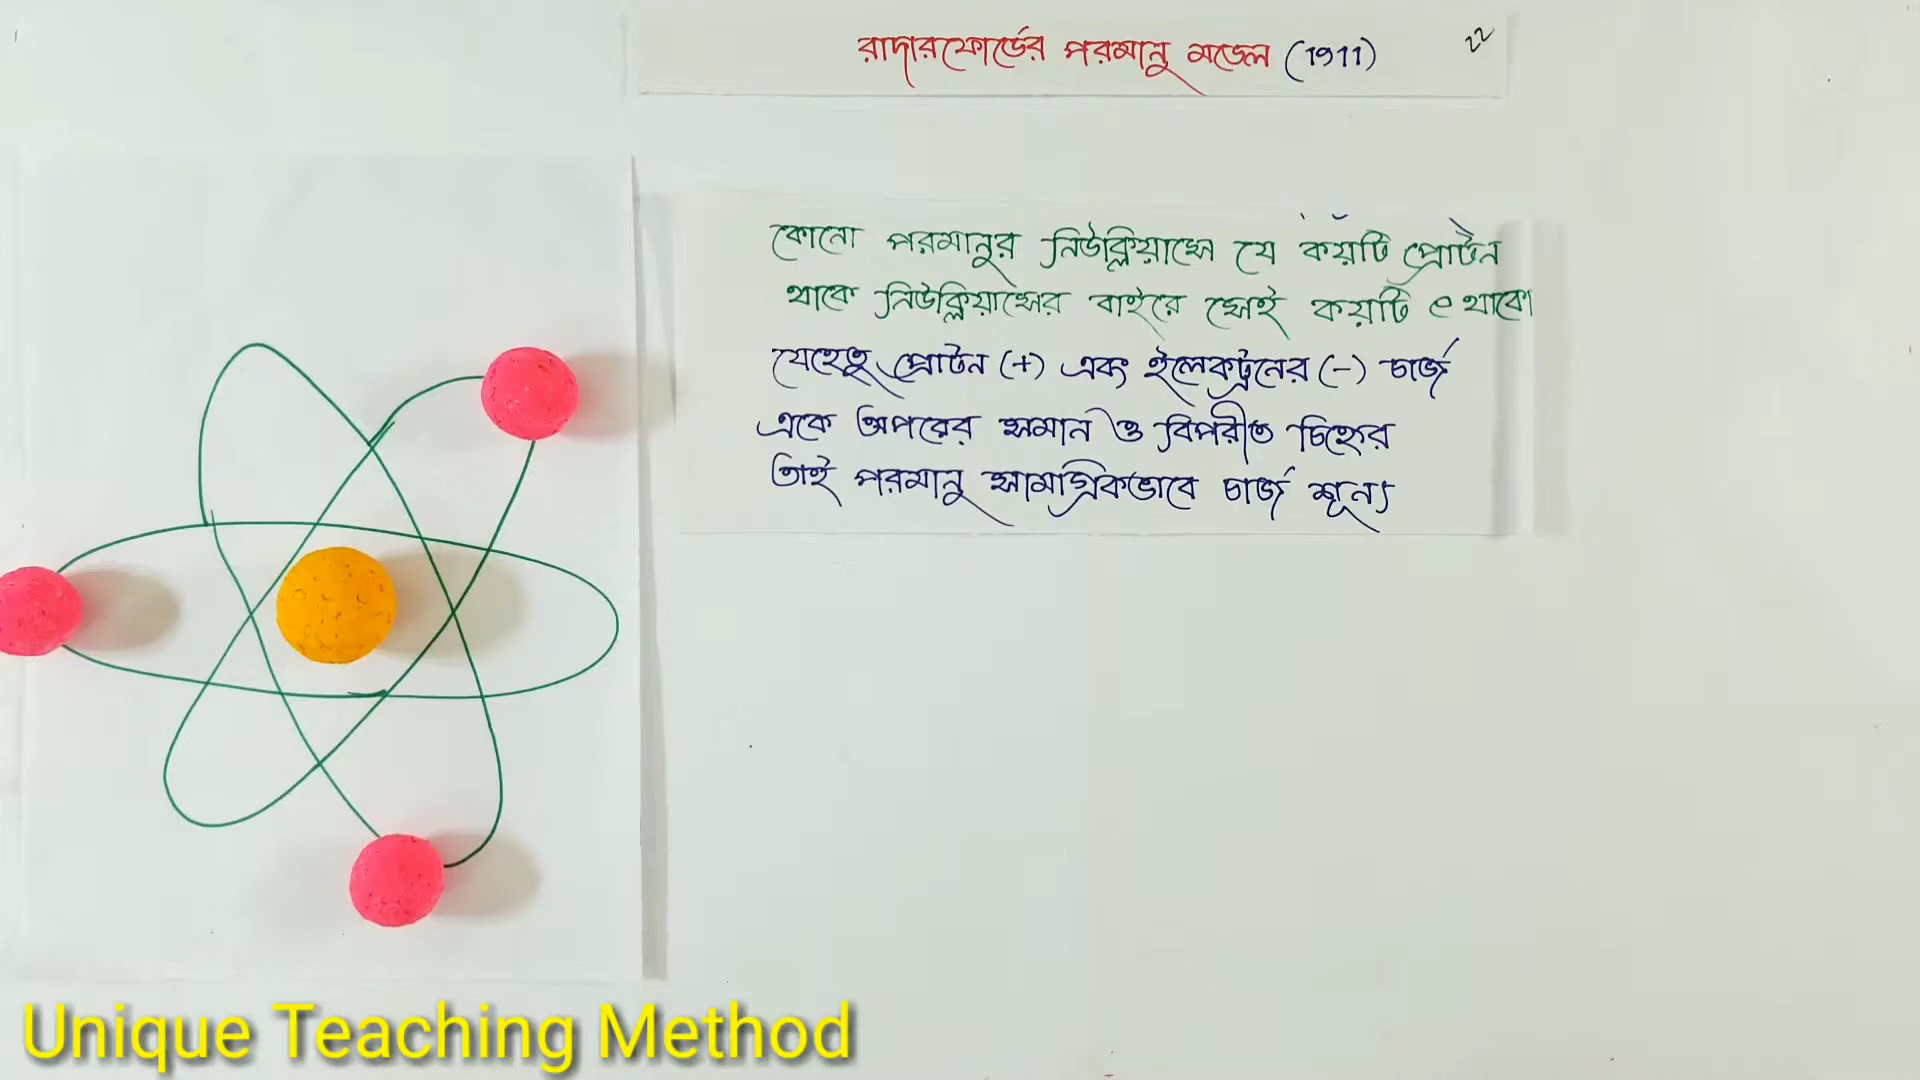 রাদারফোর্ডের পরমানু মডেল (1911)
22
কোনো পরমানুর নিউক্লিয়াসে যে কয়টি প্রোটন
থাকে নিউক্লিয়াসের বাইরে সেই কয়টি e থাকে।
যেহেতু প্রোটন (+) এবং ইলেকট্রনের (-) চার্জ
একে অপরের সমান ও বিপরীত চিহ্নের
তাই পরমানু সামগ্রিকভাবে চার্জ শূন্য
Unique Teaching Method